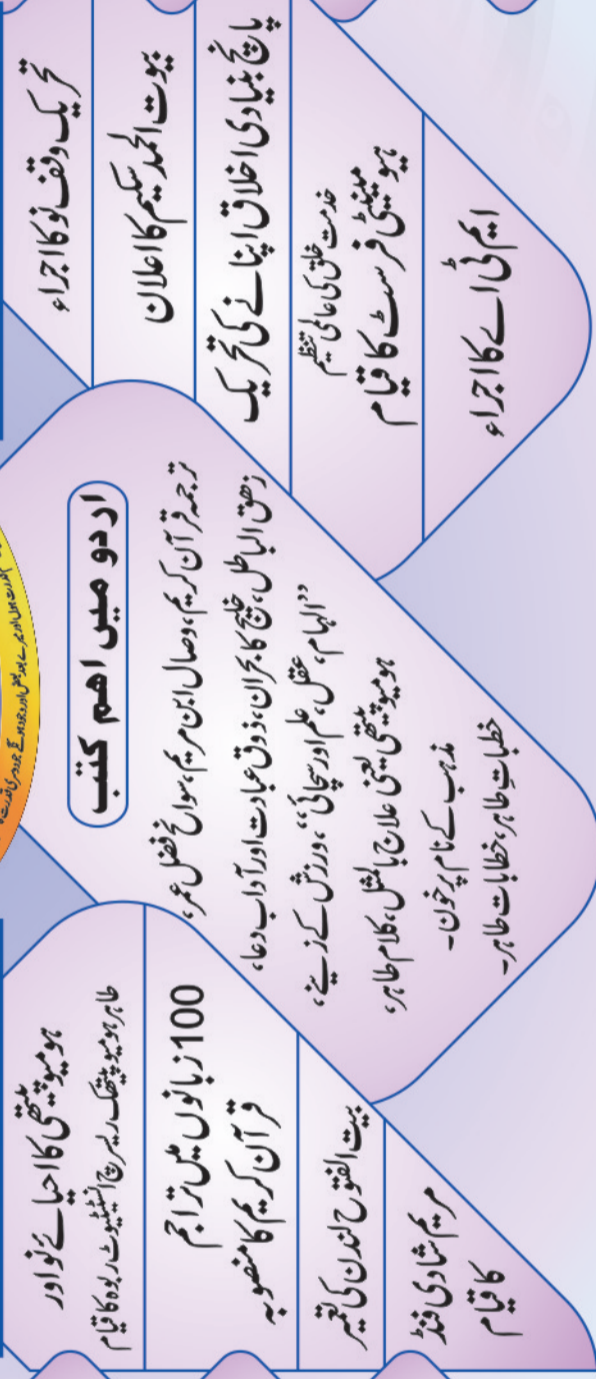 تحریک وقف نو کا اجراء
بیوت الحمد سکیم کا اعلان
پانچ بنیادی اخلاق اپنانے کی تحریک
خدمت خلق کی عالمی تنظیم
ہیومینٹی فرسٹ کا قیام
ایم ٹی اے کا اجراء
اردو میں اہم کتب
ترجمہ قرآن کریم، وصال ابن مریم، سوانح فضل عمر،
زھق الباطل، خلیج کا بحران، ذوق عبادت اور آداب دعا،
”الہام، عقل، علم اور سچائی“، ورزش کے زینے،
ہومیوپیتھی یعنی علاج بالمثل، کلام طاہر،
مذہب کے نام پر خون۔
خطباتِ طاہر، خطابات طاہر۔
ہومیوپیتھی کا احیائے نو اور
طاہر ہومیوپیتھک ریسرچ انسٹیٹیوٹ ربوہ کا قیام
100 زبانوں میں تراجم
قرآن کریم کا منصوبہ
بیت الفتوح لندن کی تعمیر
مریم شادی فنڈ
کا قیام